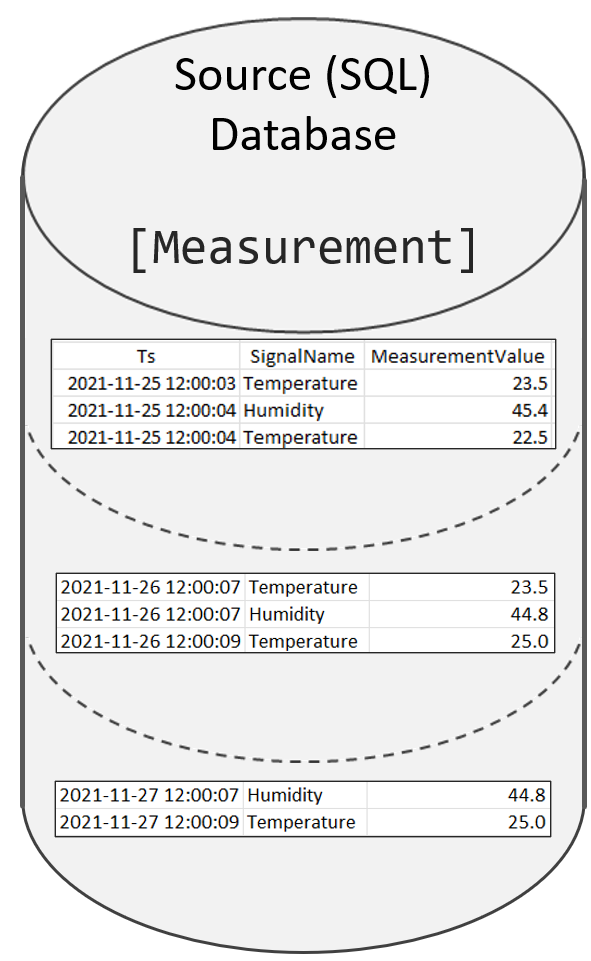 Source (SQL)
Database
[Measurement]
Ts SignalName MeasurementValue
2021-11-25 12:00:03 Temperature 23.5
2021-11-25 12:00:04 Humidity 45.4
2021-11-25 12:00:04 Temperature 22.5
2021-11-26 12:00:07 Temperature 23.5
2021-11-26 12:00:07 Humidity 44.8
2021-11-26 12:00:09 Temperature 25.0
2021-11-27 12:00:07 Humidity 44.8
2021-11-27 12:00:09 Temperature 25.0